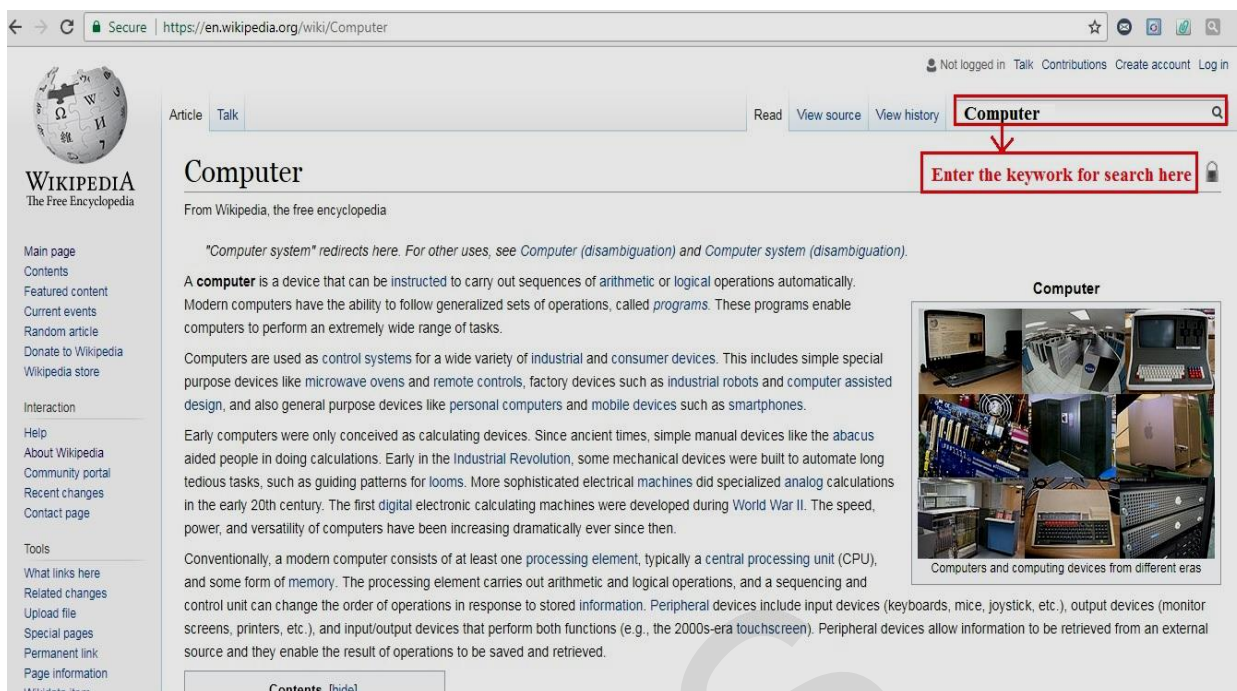 Secure | https://en.wikipedia.org/wiki/Computer
Not logged in Talk Contributions Create account Log in
Article Talk
Read View source View history Computer
Enter the keywork for search here
WIKIPEDIA
The Free Encyclopedia
Main page
Contents
Featured content
Current events
Random article
Donate to Wikipedia
Wikipedia store
Interaction
Help
About Wikipedia
Community portal
Recent changes
Contact page
Tools
What links here
Related changes
Upload file
Special pages
Permanent link
Page information
Computer
From Wikipedia, the free encyclopedia
"Computer system" redirects here. For other uses, see Computer (disambiguation) and Computer system (disambiguation).
A computer is a device that can be instructed to carry out sequences of arithmetic or logical operations automatically.
Modern computers have the ability to follow generalized sets of operations, called programs. These programs enable
computers to perform an extremely wide range of tasks.
Computers are used as control systems for a wide variety of industrial and consumer devices. This includes simple special
purpose devices like microwave ovens and remote controls, factory devices such as industrial robots and computer assisted
design, and also general purpose devices like personal computers and mobile devices such as smartphones.
Early computers were only conceived as calculating devices. Since ancient times, simple manual devices like the abacus
aided people in doing calculations. Early in the Industrial Revolution, some mechanical devices were built to automate long
tedious tasks, such as guiding patterns for looms. More sophisticated electrical machines did specialized analog calculations
in the early 20th century. The first digital electronic calculating machines were developed during World War II. The speed,
power, and versatility of computers have been increasing dramatically ever since then.
Conventionally, a modern computer consists of at least one processing element, typically a central processing unit (CPU),
and some form of memory. The processing element carries out arithmetic and logical operations, and a sequencing and
control unit can change the order of operations in response to stored information. Peripheral devices include input devices (keyboards, mice, joystick, etc.), output devices (monitor
screens, printers, etc.), and input/output devices that perform both functions (e.g., the 2000s-era touchscreen). Peripheral devices allow information to be retrieved from an external
source and they enable the result of operations to be saved and retrieved.
Computer
Computers and computing devices from different eras
Contents [hide]